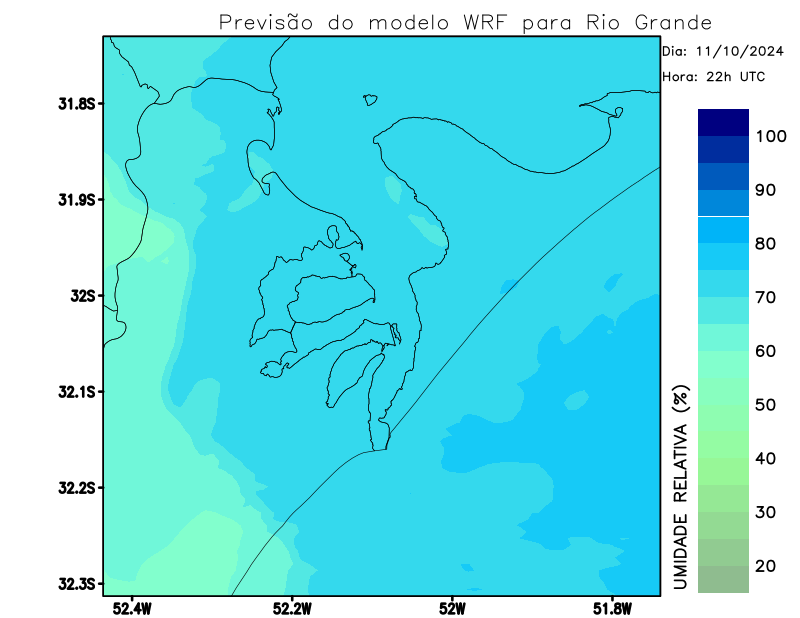 Previsão do modelo WRF para Rio Grande
Dia: 11/10/2024
Hora: 22h UTC
31.8S
31.9S
32S
32.1S
32.2S
32.3S
52.4W
52.2W
52W
51.8W
100
90
80
70
60
50
40
30
20
UMIDADE RELATIVA (%)